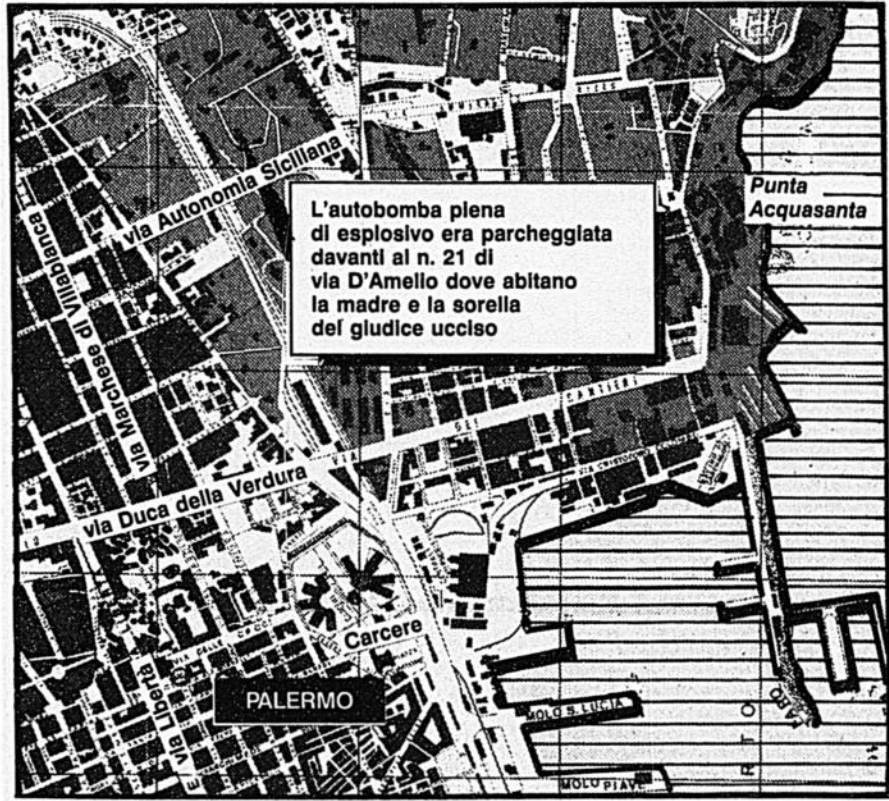 via Autonomia Siciliana
Punta
Acquasanta
L'autobomba piena
di esplosivo era parcheggiata
davanti al n. 21 di
via D'Amelio dove abitano
la madre e la sorella
del giudice ucciso
via Marchese di Villabianca
DEI CANTIERI
via Duca della Verdura
Carcere
via Libertà
PALERMO
MOLO S. LUCIA
MOLO PIAVE